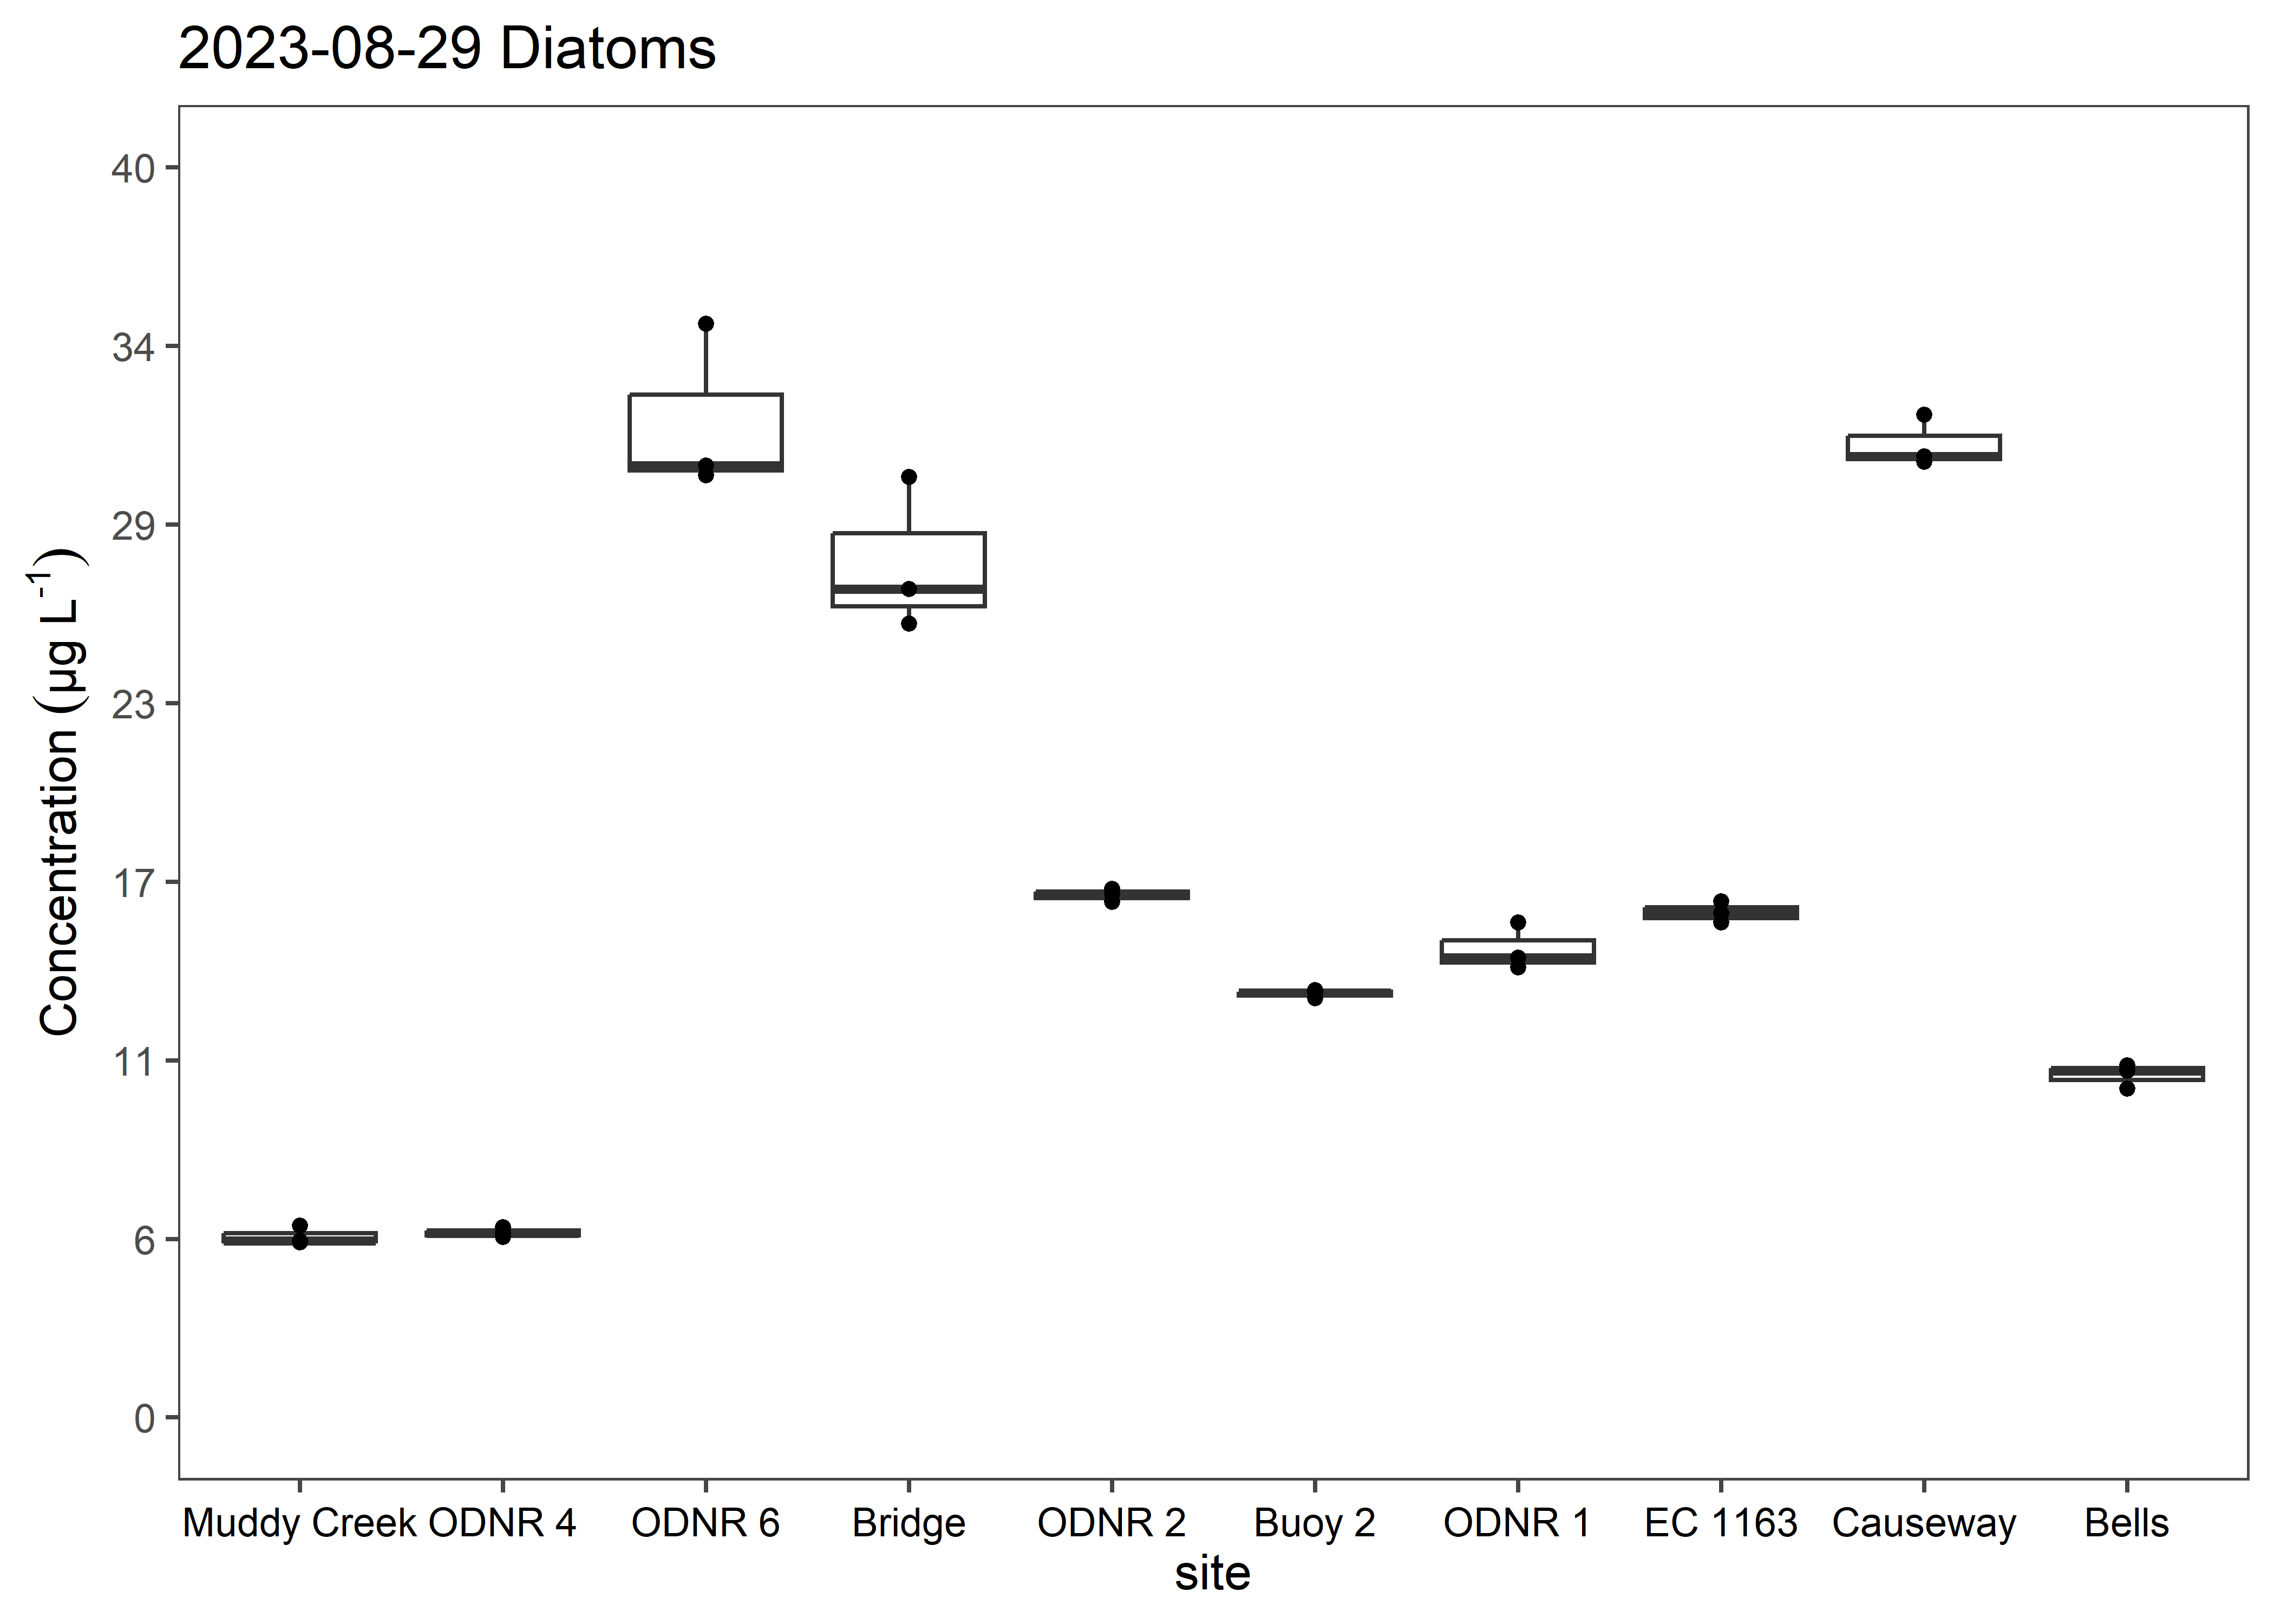 2023-08-29 Diatoms
Concentration (µg L⁻¹)
40
34
29
23
17
11
6
0
Muddy Creek ODNR 4 ODNR 6 Bridge ODNR 2 Buoy 2 ODNR 1 EC 1163 Causeway Bells
site